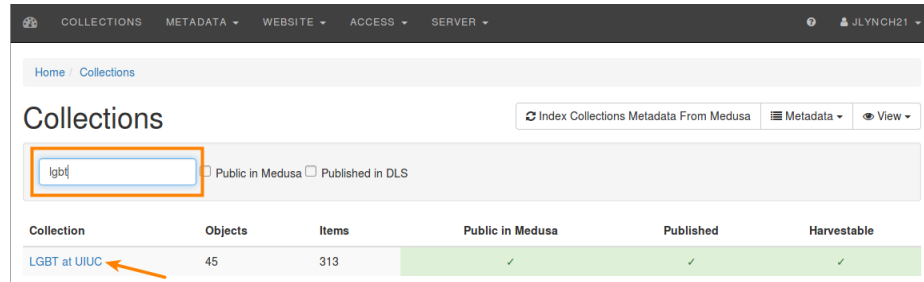 COLLECTIONS METADATA WEBSITE ACCESS SERVER JLYNCH21
Home / Collections
Collections
Index Collections Metadata From Medusa Metadata View
lgbt Public in Medusa Published in DLS
Collection Objects Items Public in Medusa Published Harvestable
LGBT at UIUC 45 313 ✓ ✓ ✓